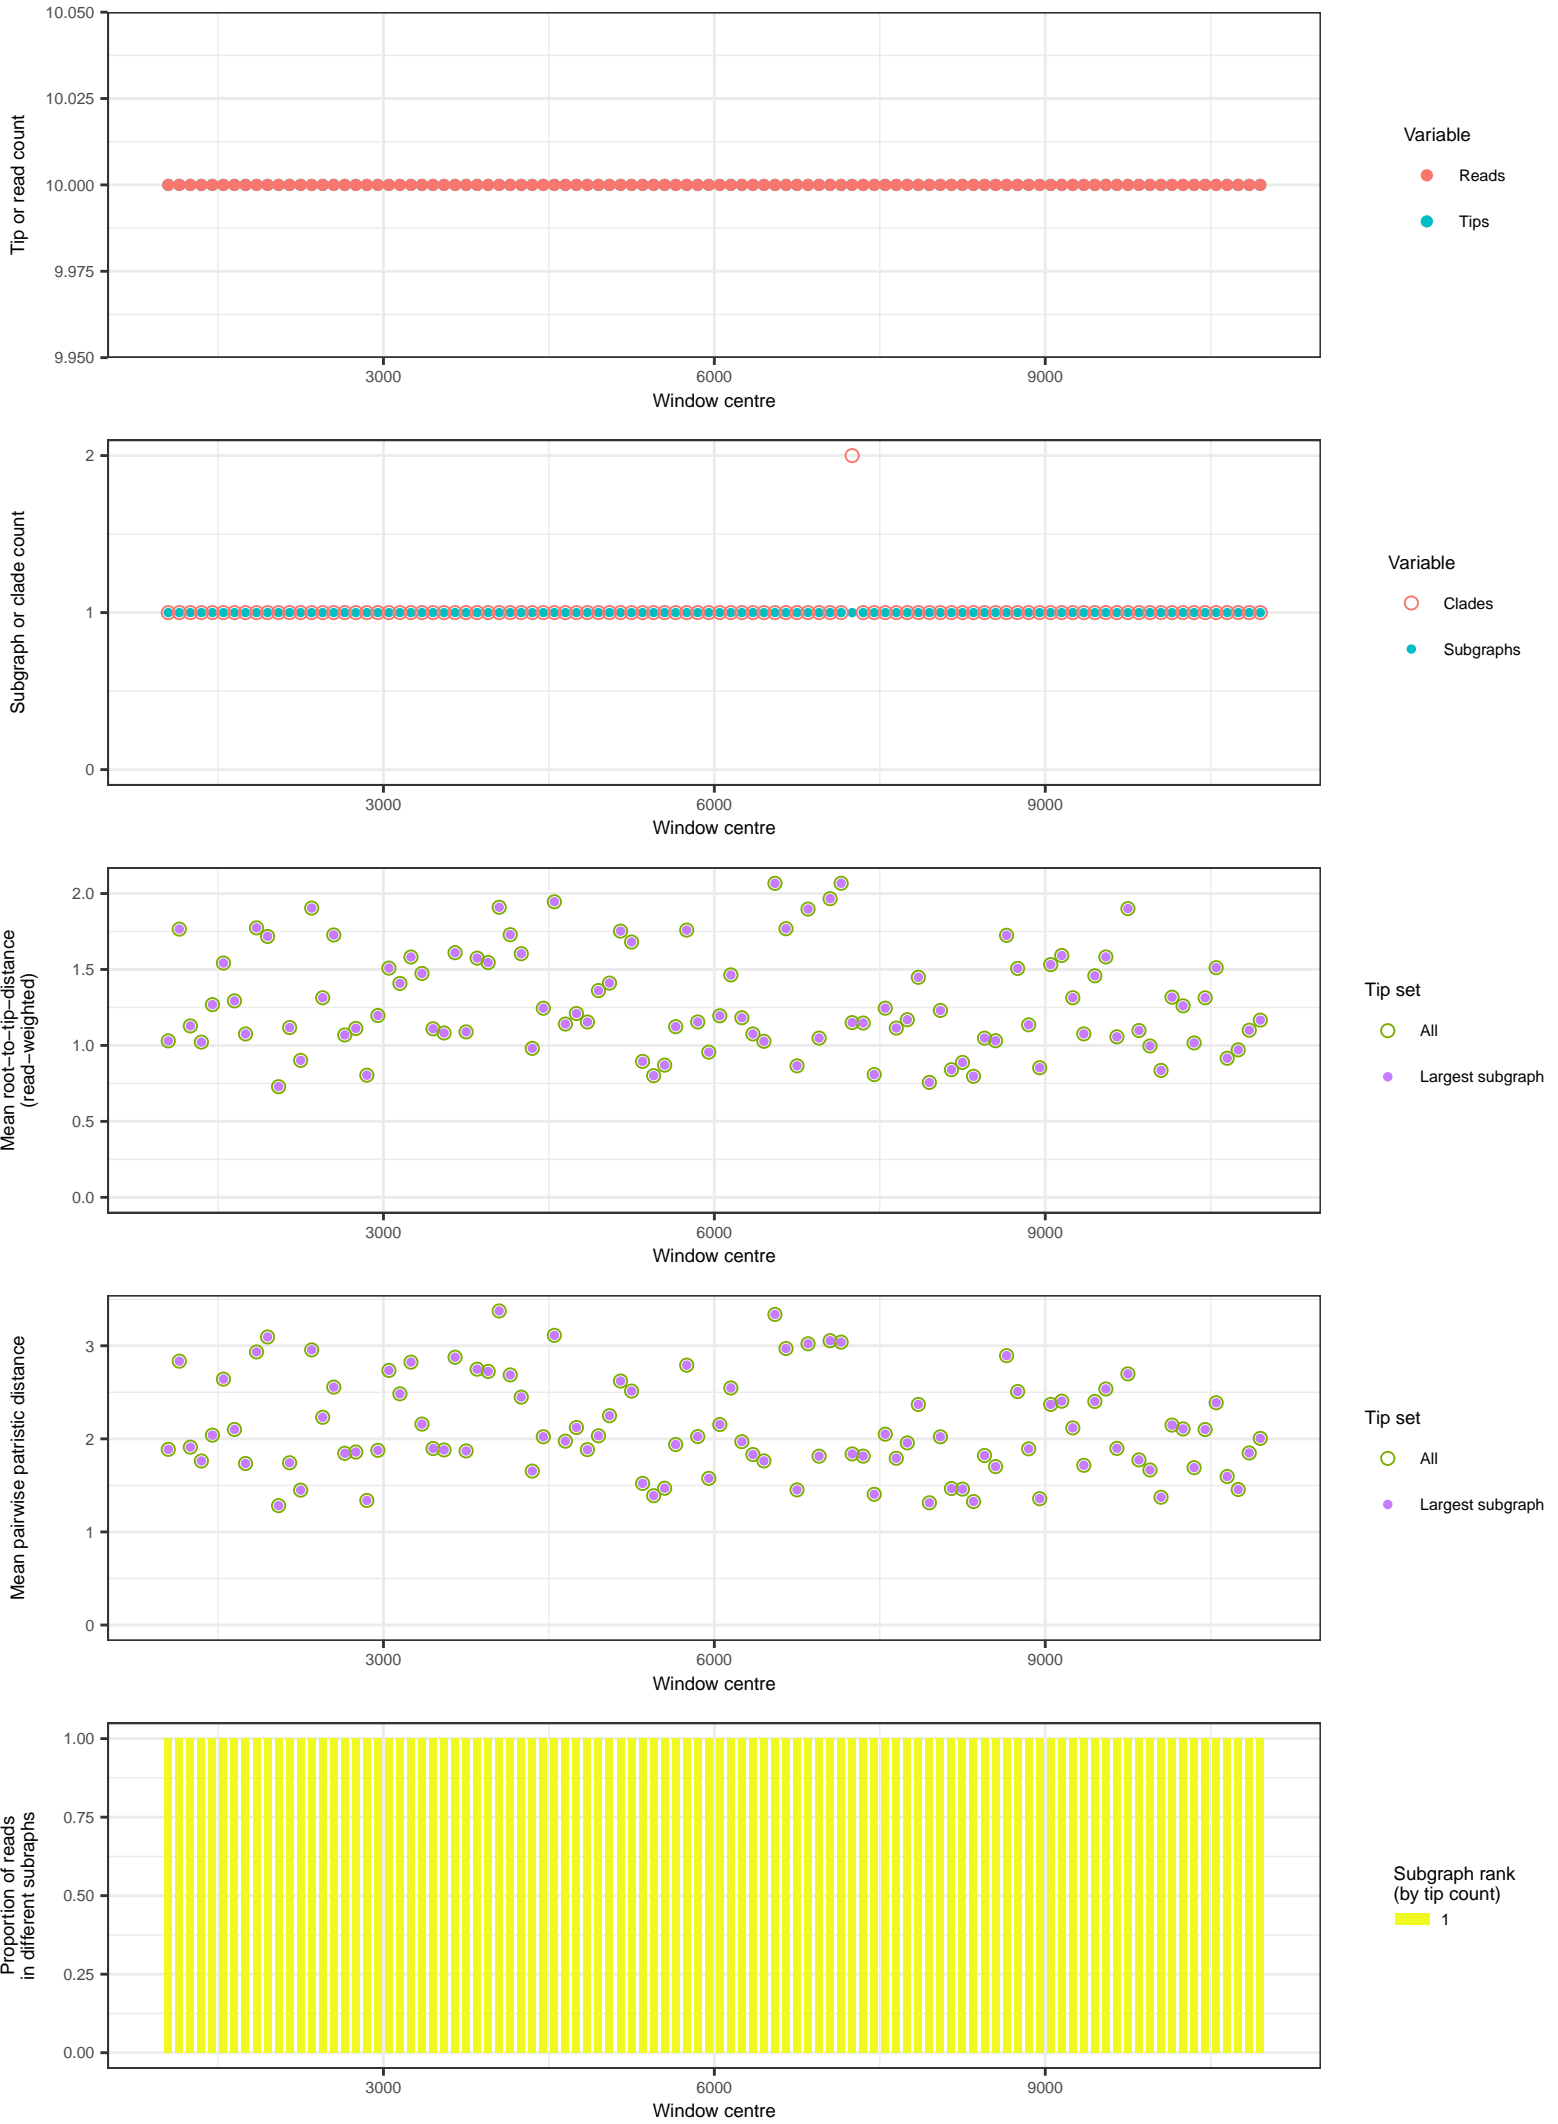 10.050
10.025
10.000
9.975
9.950
Tip or read count
3000
6000
9000
Window centre
Variable
Reads
Tips
2
1
0
Subgraph or clade count
3000
6000
9000
Window centre
Variable
Clades
Subgraphs
2.0
1.5
1.0
0.5
0.0
Mean root−to−tip−distance
(read−weighted)
3000
6000
9000
Window centre
Tip set
All
Largest subgraph
3
2
1
0
Mean pairwise patristic distance
3000
6000
9000
Window centre
Tip set
All
Largest subgraph
1.00
0.75
0.50
0.25
0.00
Proportion of reads
in different subraphs
3000
6000
9000
Window centre
Subgraph rank
(by tip count)
1